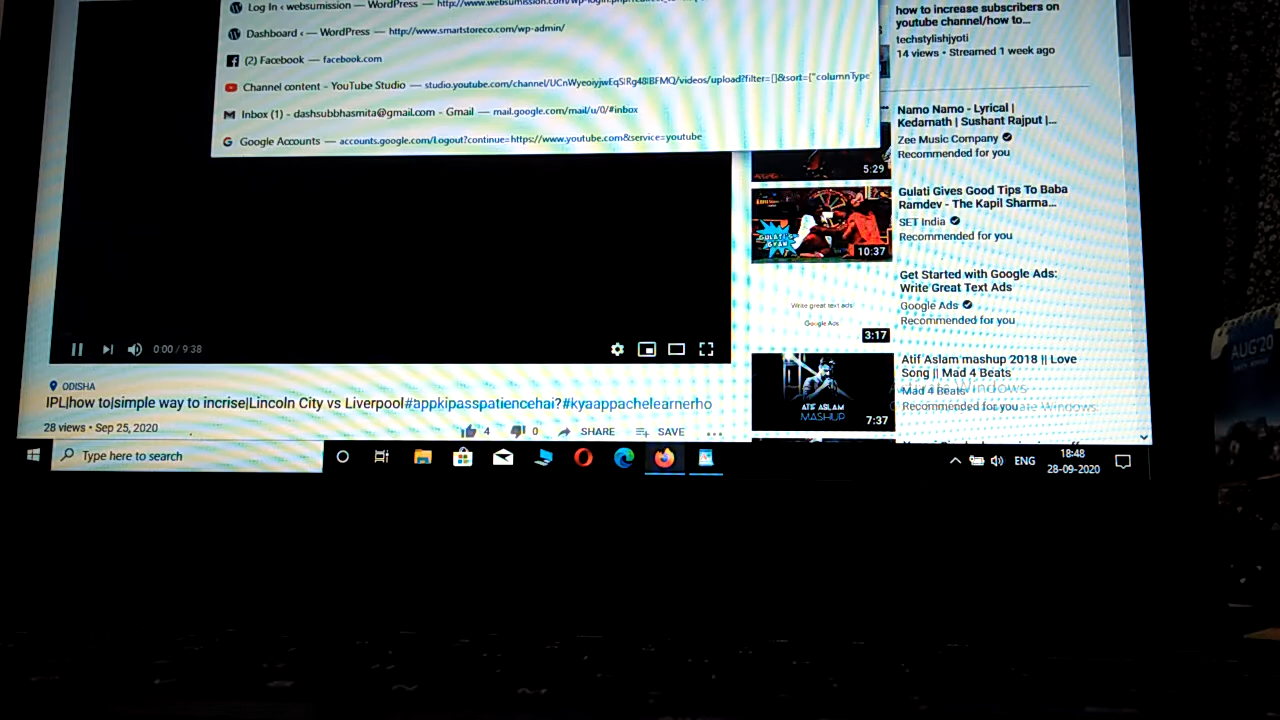 Log In ‹ websumission — WordPress — http://www.websumission.com/wp-login.php?
Dashboard ‹ — WordPress — http://www.smartstoreco.com/wp-admin/
(2) Facebook — facebook.com
Channel content - YouTube Studio — studio.youtube.com/channel/
Inbox (1) - dashsubbhasmita@gmail.com - Gmail — mail.google.com/mail/u/0/#inbox
Google Accounts — accounts.google.com/Logout?continue=https://www.youtube.com&service=youtube
how to increase subscribers on
youtube channel/how to...
techstylishjyoti
14 views • Streamed 1 week ago
Namo Namo - Lyrical |
Kedarnath | Sushant Rajput |...
Zee Music Company
Recommended for you
5:29
Gulati Gives Good Tips To Baba
Ramdev - The Kapil Sharma...
SET India
Recommended for you
GULATI'S
GYAN
10:37
Get Started with Google Ads:
Write Great Text Ads
Google Ads
Recommended for you
Write great text ads
Google Ads
3:17
Atif Aslam mashup 2018 || Love
Song || Mad 4 Beats
Mad 4 Beats
Recommended for you
ATIF ASLAM
MASHUP
7:37
0:00 / 9:38
ODISHA
IPL|how to|simple way to incrise|Lincoln City vs Liverpool#appkipasspatiencehai?#kyaappachelearnerho
28 views • Sep 25, 2020
4
0
SHARE
SAVE
Type here to search
ENG
18:48
28-09-2020
AUG'20